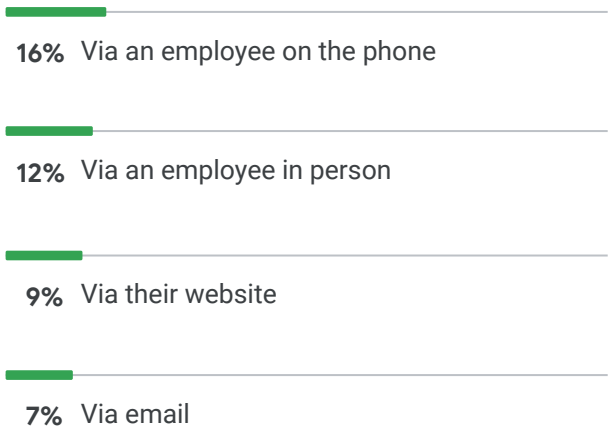 16% Via an employee on the phone
12% Via an employee in person
9% Via their website
7% Via email